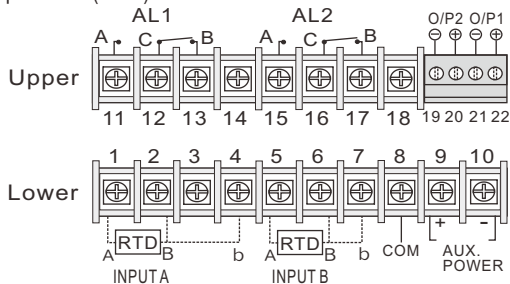 AL1 AL2 O/P2 O/P1
A C B A C B ⊖ ⊕ ⊖ ⊕
Upper
11 12 13 14 15 16 17 18 19 20 21 22
1 2 3 4 5 6 7 8 9 10
Lower
+ -
RTD RTD
A B b A B b COM AUX.
POWER
INPUT A INPUT B